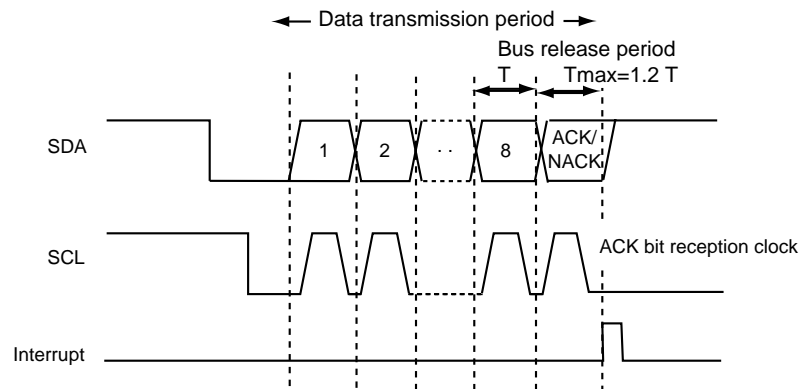 Data transmission period
Bus release period
T Tmax=1.2 T
SDA 1 2 . . 8 ACK/
NACK
SCL ACK bit reception clock
Interrupt